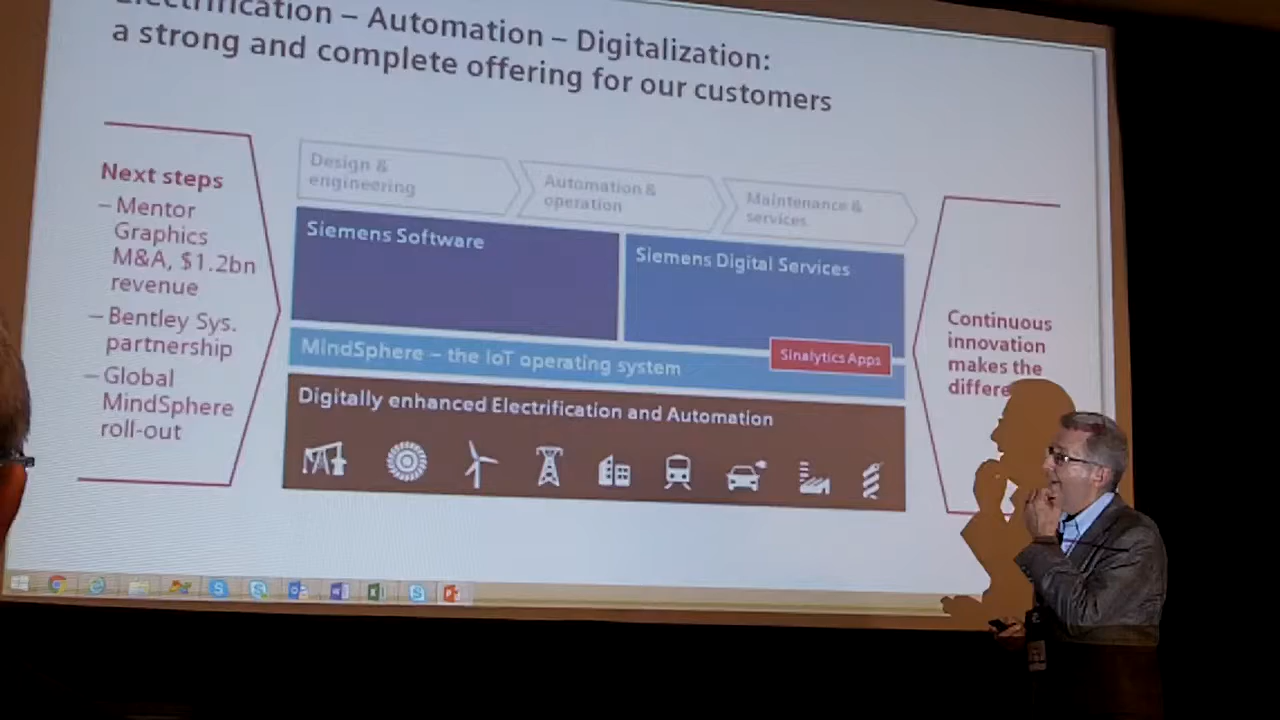 Electrification – Automation – Digitalization:
a strong and complete offering for our customers
Next steps
– Mentor
Graphics
M&A, $1.2bn
revenue
– Bentley Sys.
partnership
– Global
MindSphere
roll-out
Design &
engineering
Automation &
operation
Maintenance &
services
Siemens Software
Siemens Digital Services
MindSphere – the IoT operating system
Sinalytics Apps
Digitally enhanced Electrification and Automation
Continuous
innovation
makes the
differe